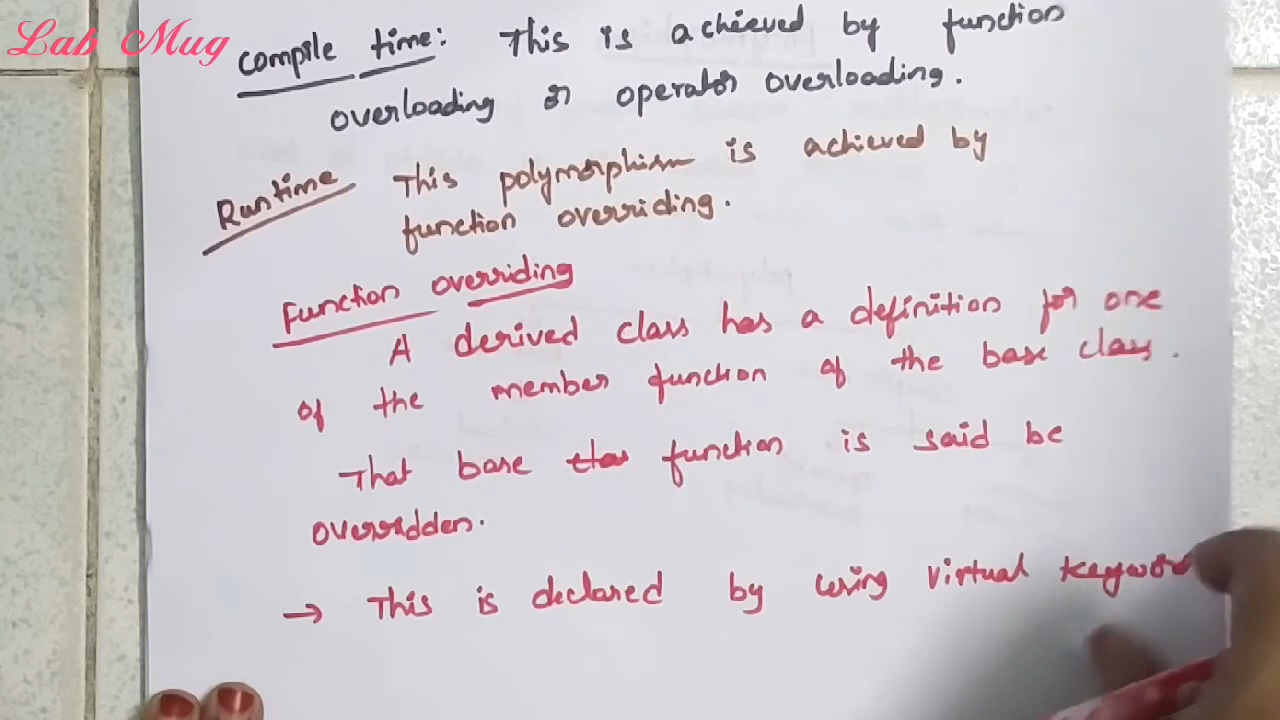 Lab Mug
compile time: This is achieved by function
overloading or operator overloading.
Runtime This polymorphism is achieved by
function overriding.
Function overriding
A derived class has a definition for one
of the member function of the base class.
That base function is said be
overridden.
→ This is declared by using virtual keyword